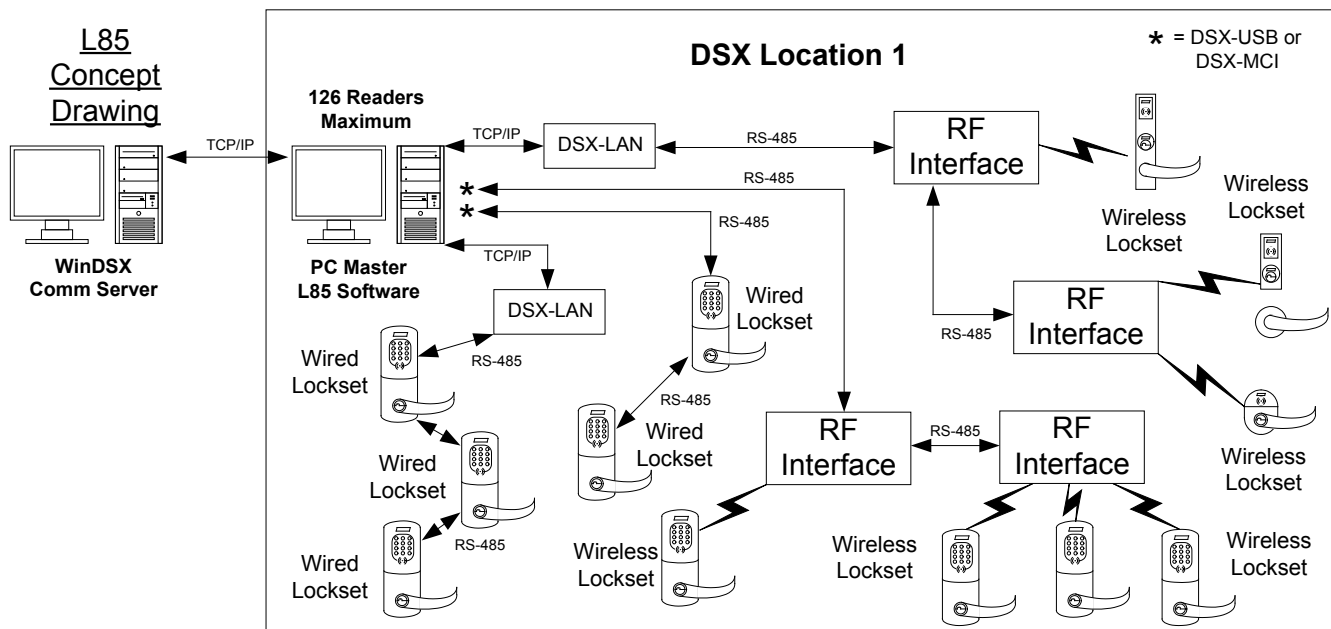 L85
Concept
Drawing
DSX Location 1
* = DSX-USB or
DSX-MCI
126 Readers
Maximum
TCP/IP
TCP/IP
DSX-LAN
RS-485
RF
Interface
RS-485
RS-485
Wireless
Lockset
Wireless
Lockset
*
*
WinDSX
Comm Server
PC Master
L85 Software
TCP/IP
DSX-LAN
Wired
Lockset
RS-485
RF
Interface
RS-485
Wired
Lockset
RS-485
Wired
Lockset
RF
Interface
RS-485
RF
Interface
Wireless
Lockset
Wired
Lockset
RS-485
Wired
Lockset
Wireless
Lockset
Wireless
Lockset
Wireless
Lockset